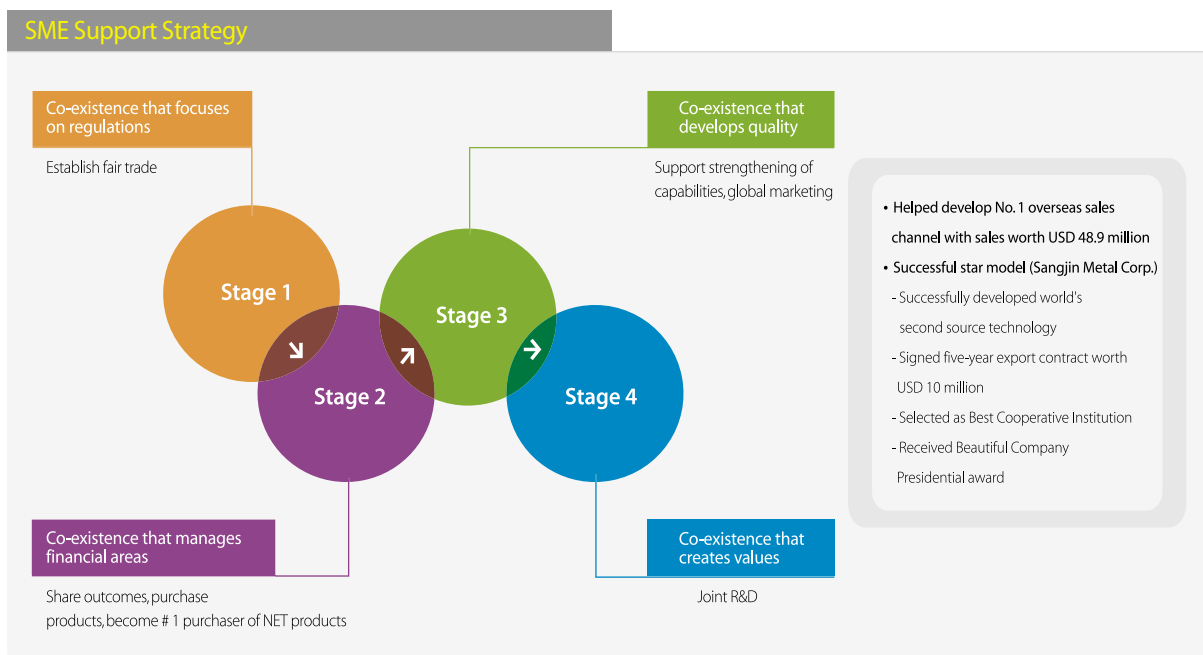 SME Support Strategy
Co-existence that focuses
on regulations
Establish fair trade
Co-existence that
develops quality
Support strengthening of
capabilities, global marketing
Stage 1
Stage 2
Stage 3
Stage 4
Co-existence that manages
financial areas
Share outcomes, purchase
products, become # 1 purchaser of NET products
Co-existence that
creates values
Joint R&D
• Helped develop No. 1 overseas sales
channel with sales worth USD 48.9 million
• Successful star model (Sangjin Metal Corp.)
- Successfully developed world's
second source technology
- Signed five-year export contract worth
USD 10 million
- Selected as Best Cooperative Institution
- Received Beautiful Company
Presidential award